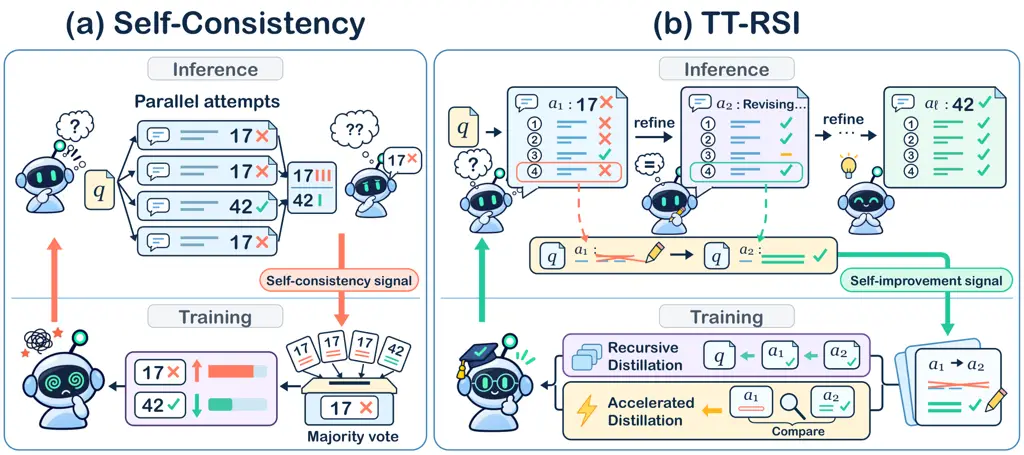 (a) Self-Consistency
Inference
Parallel attempts
?
q
17
17
42
17
17
42
??
17
Self-consistency signal
Training
17
42
17
17
17
42
17
Majority vote
(b) TT-RSI
Inference
q
?
a₁ : 17
1
2
3
4
refine
=
a₂ : Revising...
1
2
3
4
refine
...
aℓ : 42
1
2
3
4
q a₁ : q a₂ :
Self-improvement signal
Training
Recursive
Distillation
q a₁ a₂
Accelerated
Distillation
a₁ a₂
Compare
a₁ → a₂